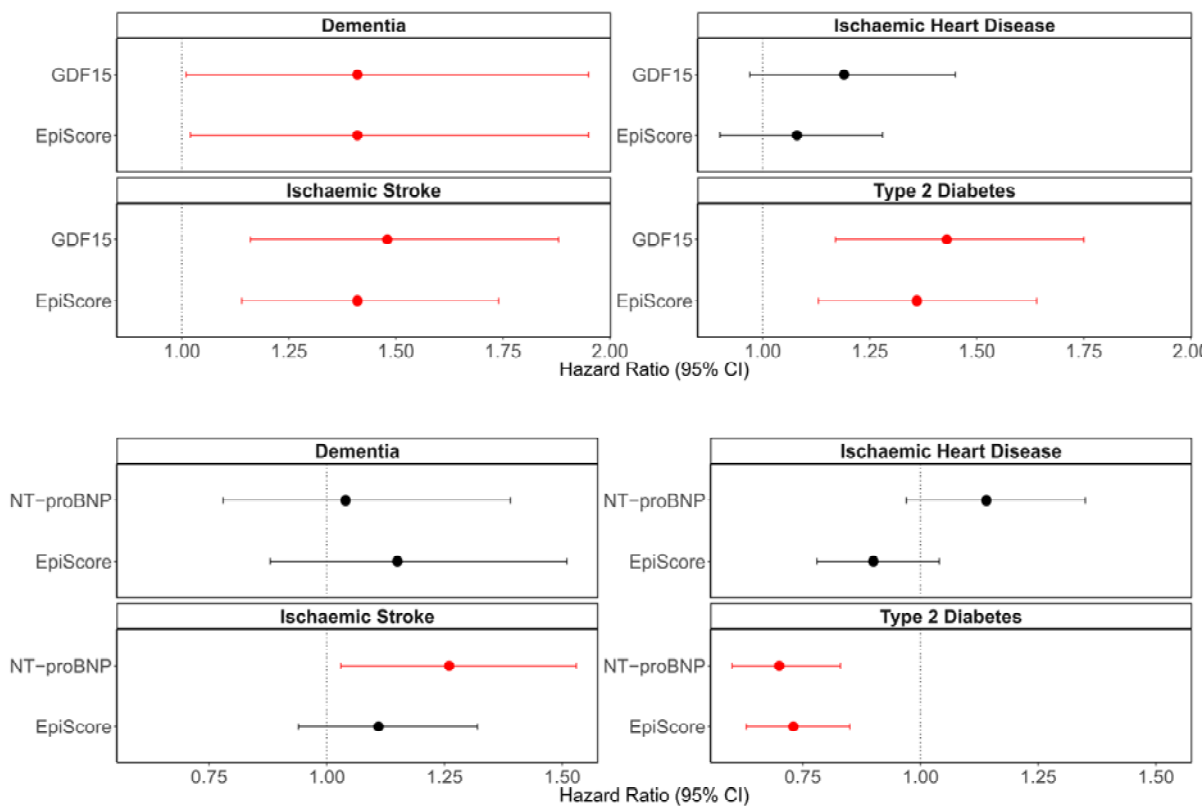 Dementia
GDF15
EpiScore
Ischaemic Stroke
GDF15
EpiScore
1.00 1.25 1.50 1.75 2.00
Ischaemic Heart Disease
GDF15
EpiScore
Type 2 Diabetes
GDF15
EpiScore
1.00 1.25 1.50 1.75 2.00
Hazard Ratio (95% CI)
Dementia
NT-proBNP
EpiScore
Ischaemic Stroke
NT-proBNP
EpiScore
0.75 1.00 1.25 1.50
Ischaemic Heart Disease
NT-proBNP
EpiScore
Type 2 Diabetes
NT-proBNP
EpiScore
0.75 1.00 1.25 1.50
Hazard Ratio (95% CI)